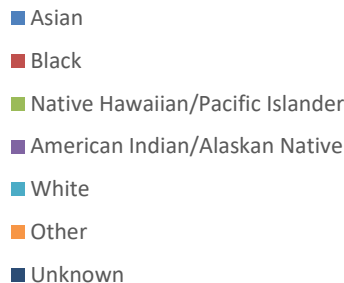 Asian
Black
Native Hawaiian/Pacific Islander
American Indian/Alaskan Native
White
Other
Unknown